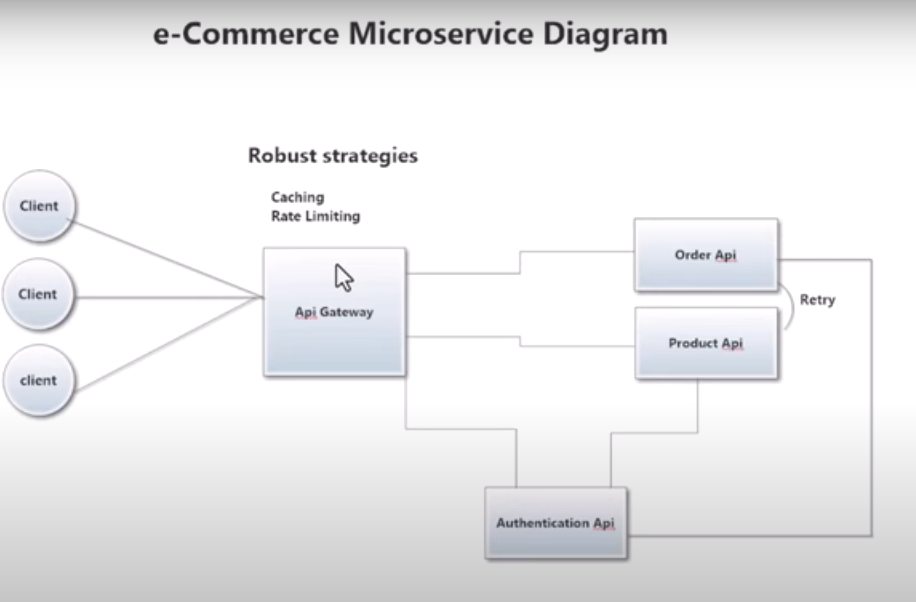 e-Commerce Microservice Diagram
Robust strategies
Caching
Rate Limiting
Client
Client
client
Api Gateway
Order Api
Retry
Product Api
Authentication Api